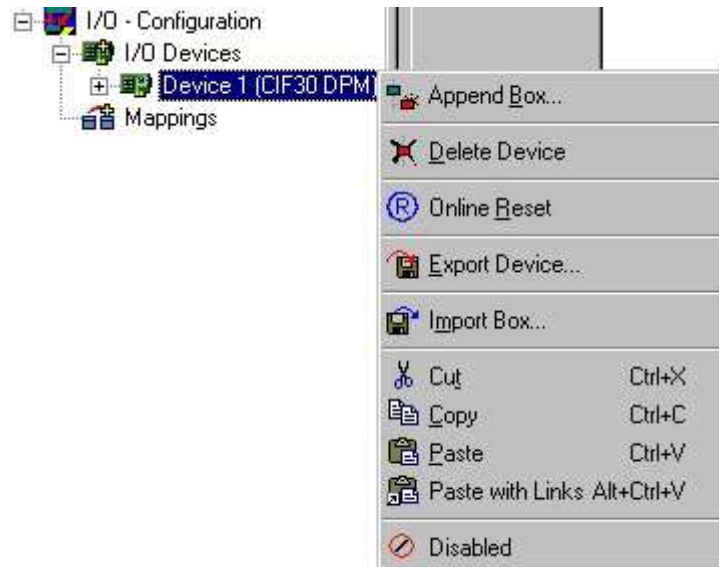 I/O - Configuration
I/O Devices
Device 1 (CIF30 DPM)
Mappings
Append Box...
Delete Device
Online Reset
Export Device...
Import Box...
Cut Ctrl+X
Copy Ctrl+C
Paste Ctrl+V
Paste with Links Alt+Ctrl+V
Disabled